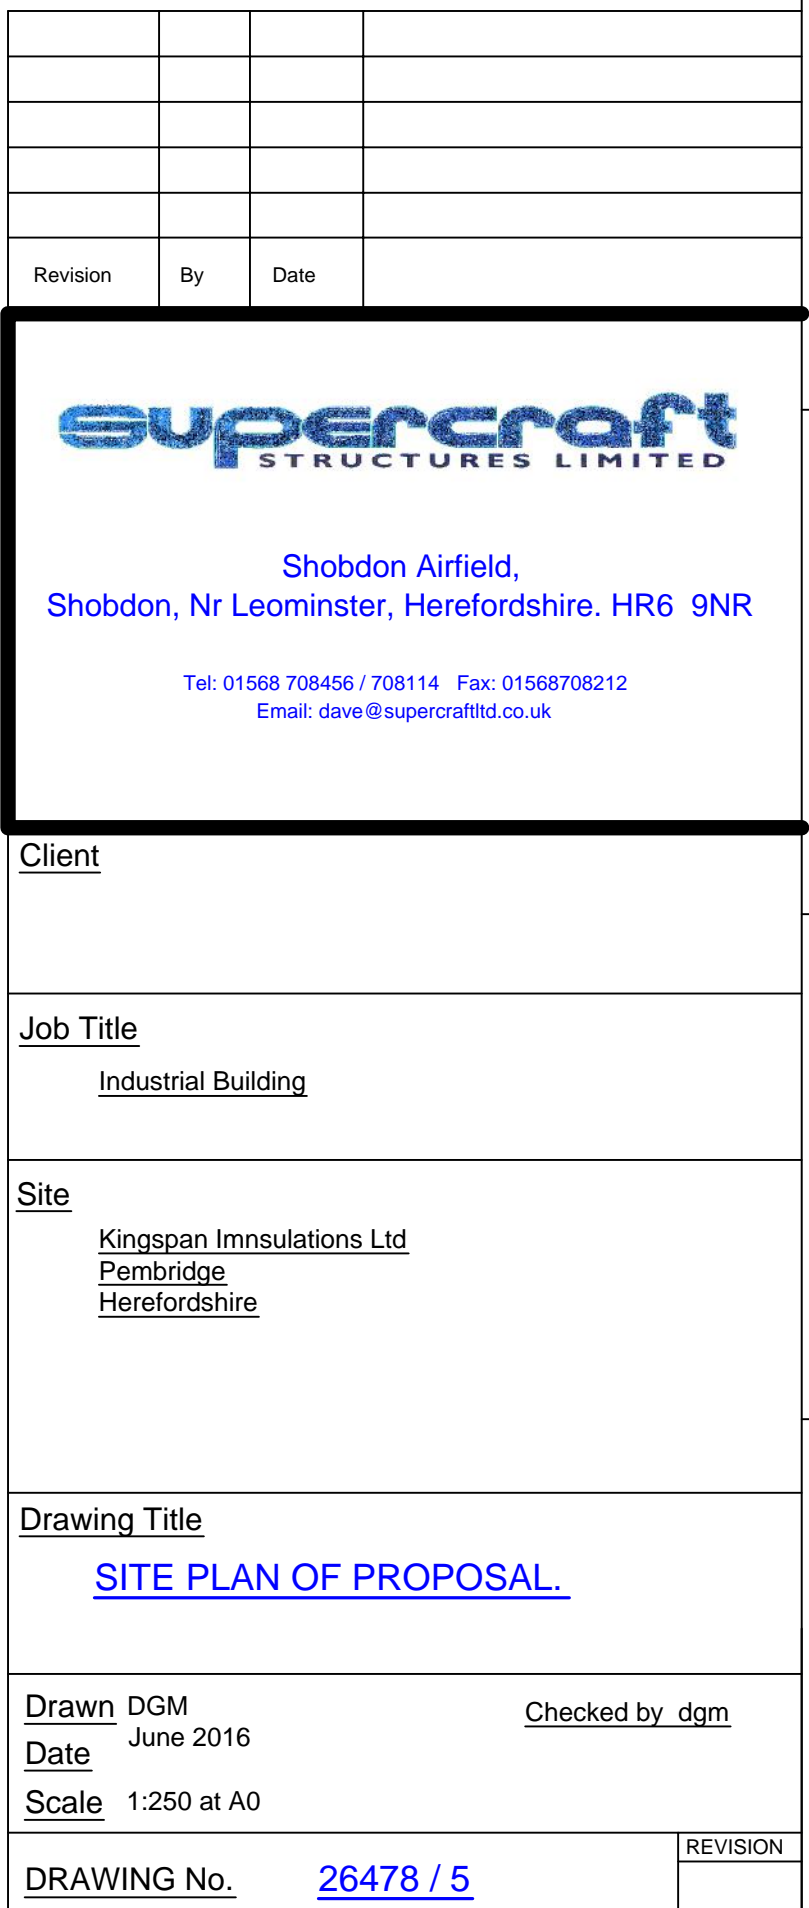 Revision By Date
supercraft
STRUCTURES LIMITED
Shobdon Airfield,
Shobdon, Nr Leominster, Herefordshire. HR6 9NR
Tel: 01568 708456 / 708114 Fax: 01568708212
Email: dave@supercraftltd.co.uk
Client
Job Title
Industrial Building
Site
Kingspan Imnsulations Ltd
Pembridge
Herefordshire
Drawing Title
SITE PLAN OF PROPOSAL.
Drawn DGM Checked by dgm
Date June 2016
Scale 1:250 at A0
REVISION
DRAWING No. 26478 / 5